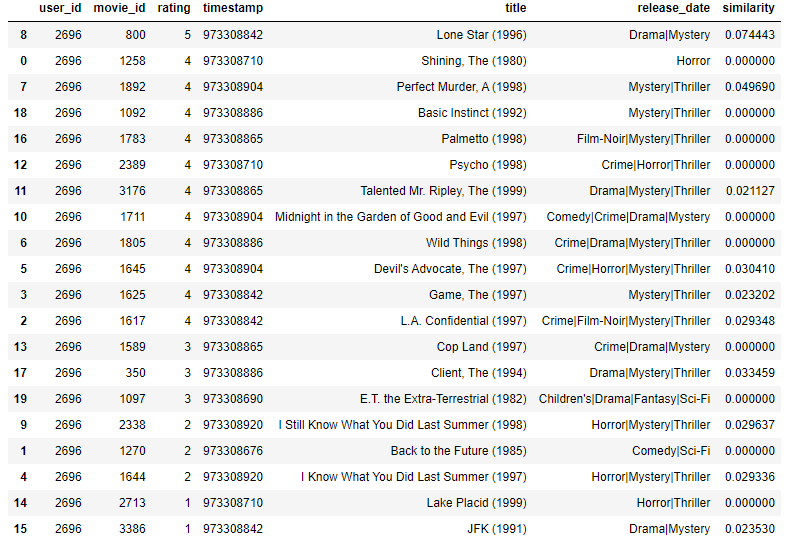 user_id movie_id rating timestamp title release_date similarity
8 2696 800 5 973308842 Lone Star (1996) Drama|Mystery 0.074443
0 2696 1258 4 973308710 Shining, The (1980) Horror 0.000000
7 2696 1892 4 973308904 Perfect Murder, A (1998) Mystery|Thriller 0.049690
18 2696 1092 4 973308886 Basic Instinct (1992) Mystery|Thriller 0.000000
16 2696 1783 4 973308865 Palmetto (1998) Film-Noir|Mystery|Thriller 0.000000
12 2696 2389 4 973308710 Psycho (1998) Crime|Horror|Thriller 0.000000
11 2696 3176 4 973308865 Talented Mr. Ripley, The (1999) Drama|Mystery|Thriller 0.021127
10 2696 1711 4 973308904 Midnight in the Garden of Good and Evil (1997) Comedy|Crime|Drama|Mystery 0.000000
6 2696 1805 4 973308886 Wild Things (1998) Crime|Drama|Mystery|Thriller 0.000000
5 2696 1645 4 973308904 Devil's Advocate, The (1997) Crime|Horror|Mystery|Thriller 0.030410
3 2696 1625 4 973308842 Game, The (1997) Mystery|Thriller 0.023202
2 2696 1617 4 973308842 L.A. Confidential (1997) Crime|Film-Noir|Mystery|Thriller 0.029348
13 2696 1589 3 973308865 Cop Land (1997) Crime|Drama|Mystery 0.000000
17 2696 350 3 973308886 Client, The (1994) Drama|Mystery|Thriller 0.033459
19 2696 1097 3 973308690 E.T. the Extra-Terrestrial (1982) Children's|Drama|Fantasy|Sci-Fi 0.000000
9 2696 2338 2 973308920 I Still Know What You Did Last Summer (1998) Horror|Mystery|Thriller 0.029637
1 2696 1270 2 973308676 Back to the Future (1985) Comedy|Sci-Fi 0.000000
4 2696 1644 2 973308920 I Know What You Did Last Summer (1997) Horror|Mystery|Thriller 0.029336
14 2696 2713 1 973308710 Lake Placid (1999) Horror|Thriller 0.000000
15 2696 3386 1 973308842 JFK (1991) Drama|Mystery 0.023530